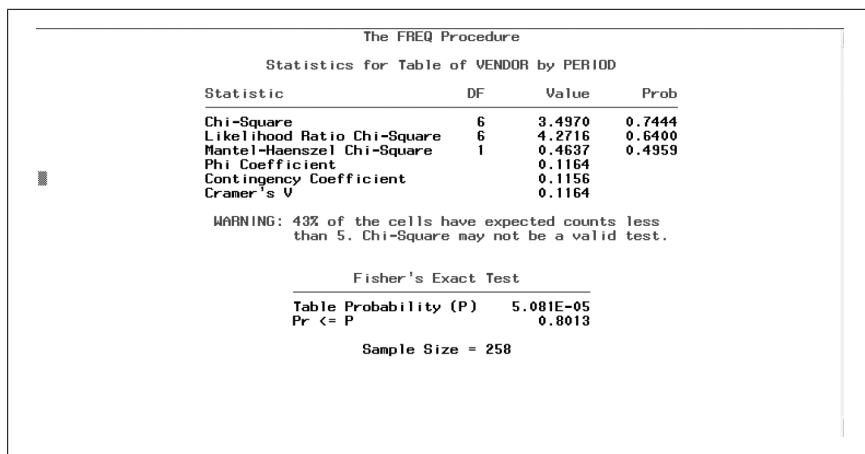 The FREQ Procedure
Statistics for Table of VENDOR by PERIOD
Statistic DF Value Prob
Chi-Square 6 3.4970 0.7444
Likelihood Ratio Chi-Square 6 4.2716 0.6400
Mantel-Haenszel Chi-Square 1 0.4637 0.4959
Phi Coefficient 0.1164
Contingency Coefficient 0.1156
Cramer's V 0.1164
WARNING: 43% of the cells have expected counts less
than 5. Chi-Square may not be a valid test.
Fisher's Exact Test
Table Probability (P) 5.081E-05
Pr <= P 0.8013
Sample Size = 258